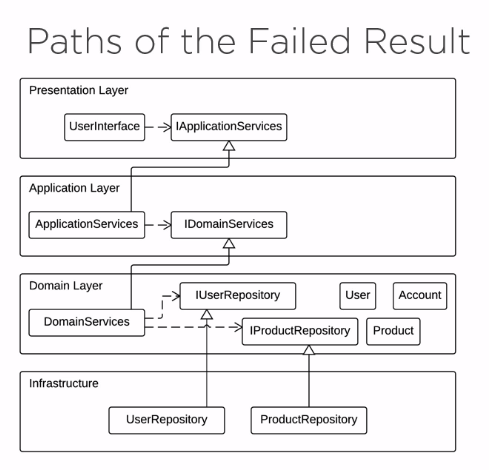 Paths of the Failed Result
Presentation Layer
UserInterface
IApplicationServices
Application Layer
ApplicationServices
IDomainServices
Domain Layer
IUserRepository
User
Account
DomainServices
IProductRepository
Product
Infrastructure
UserRepository
ProductRepository